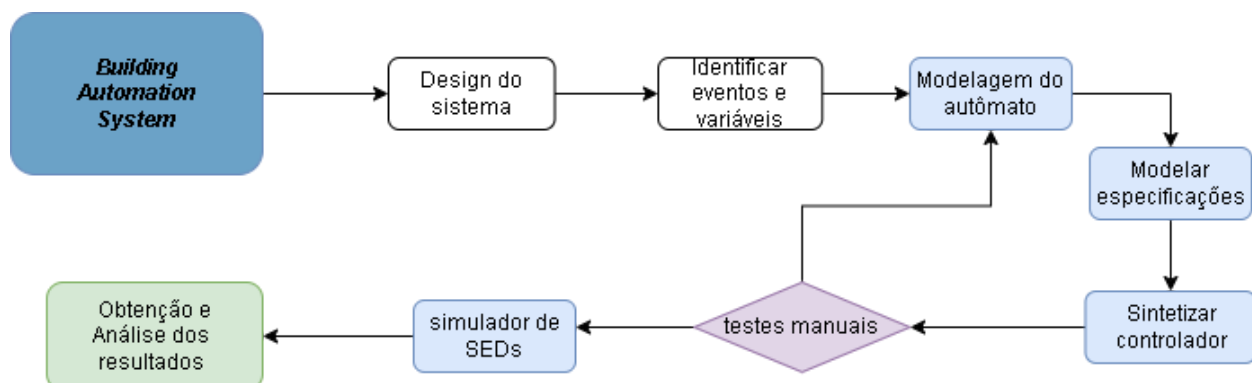 Building
Automation
System
Design do
sistema
Identificar
eventos e
variáveis
Modelagem do
autômato
Modelar
especificações
Sintetizar
controlador
testes manuais
simulador de
SEDs
Obtenção e
Análise dos
resultados